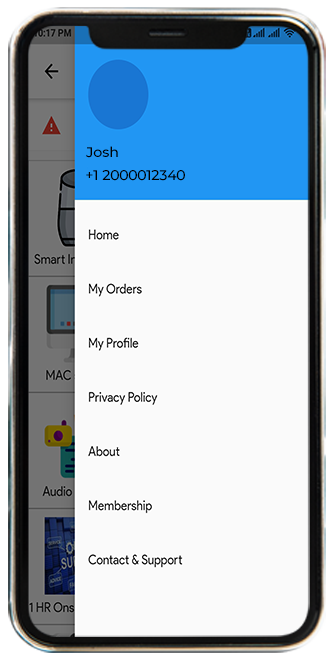 0:17 PM
Josh
+1 2000012340
Home
My Orders
My Profile
Privacy Policy
About
Membership
Contact & Support
Smart In
MAC
Audio
1 HR Ons